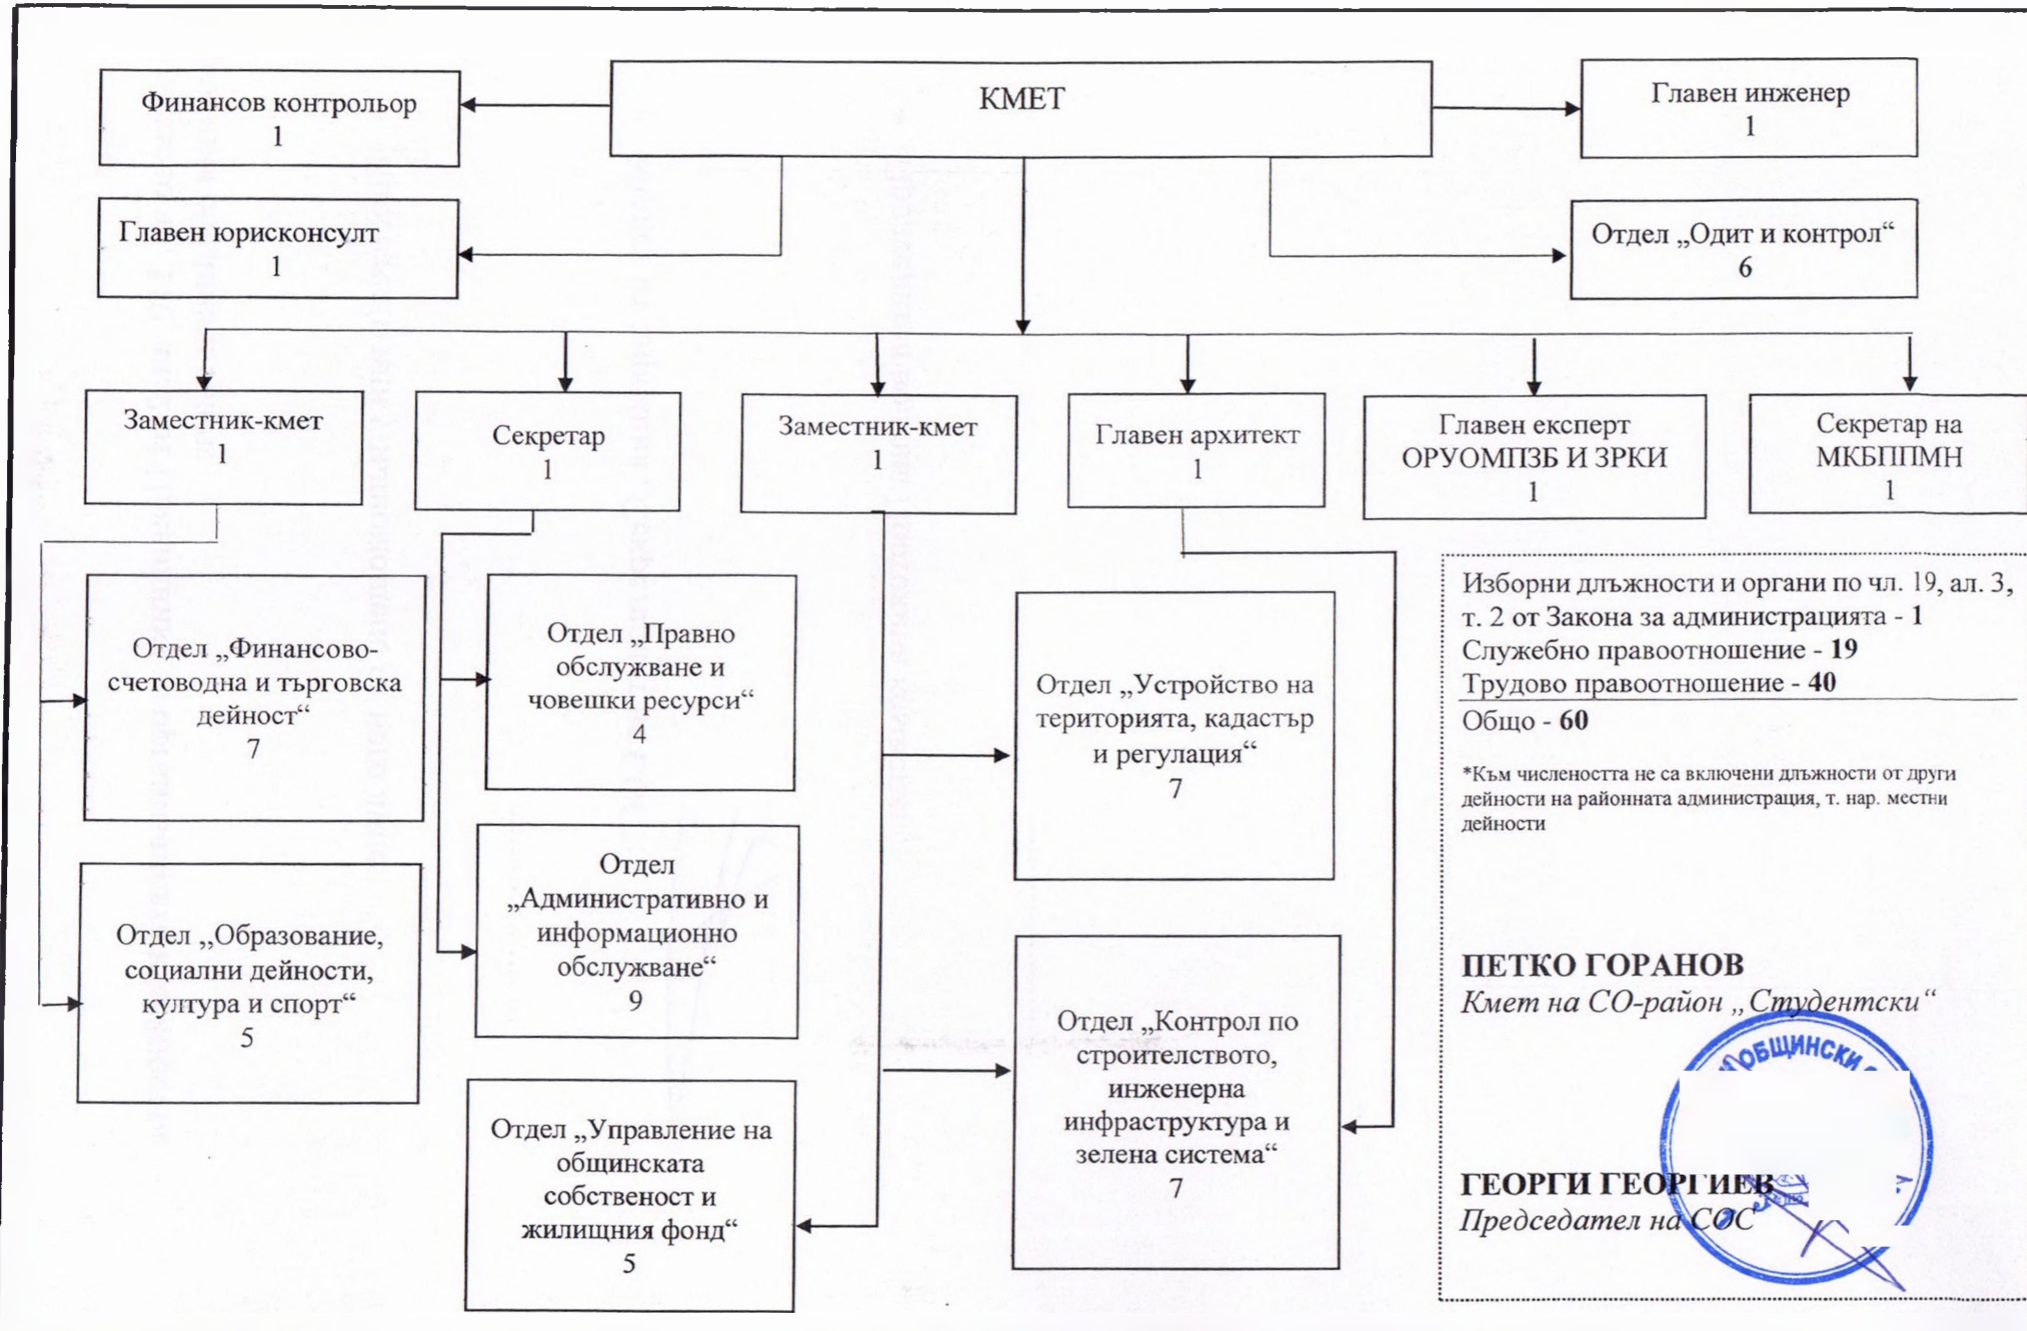 КМЕТ
Финансов контрольор
1
Главен инженер
1
Главен юрисконсулт
1
Отдел „Одит и контрол“
6
Заместник-кмет
1
Секретар
1
Заместник-кмет
1
Главен архитект
1
Главен експерт
ОРУОМПЗБ И ЗРКИ
1
Секретар на
МКБППМН
1
Отдел „Финансово-
счетоводна и търговска
дейност“
7
Отдел „Образование,
социални дейности,
култура и спорт“
5
Отдел „Правно
обслужване и
човешки ресурси“
4
Отдел
„Административно и
информационно
обслужване“
9
Отдел „Управление на
общинската
собственост и
жилищния фонд“
5
Отдел „Устройство на
територията, кадастър
и регулация“
7
Отдел „Контрол по
строителството,
инженерна
инфраструктура и
зелена система“
7
Изборни длъжности и органи по чл. 19, ал. 3,
т. 2 от Закона за администрацията - 1
Служебно правоотношение - 19
Трудово правоотношение - 40
Общо - 60
*Към числеността не са включени длъжности от други
дейности на районната администрация, т. нар. местни
дейности
ПЕТКО ГОРАНОВ
Кмет на СО-район „Студентски“
ОБЩИНСКИ
ГЕОРГИ ГЕОРГИЕВ
Председател на СОС